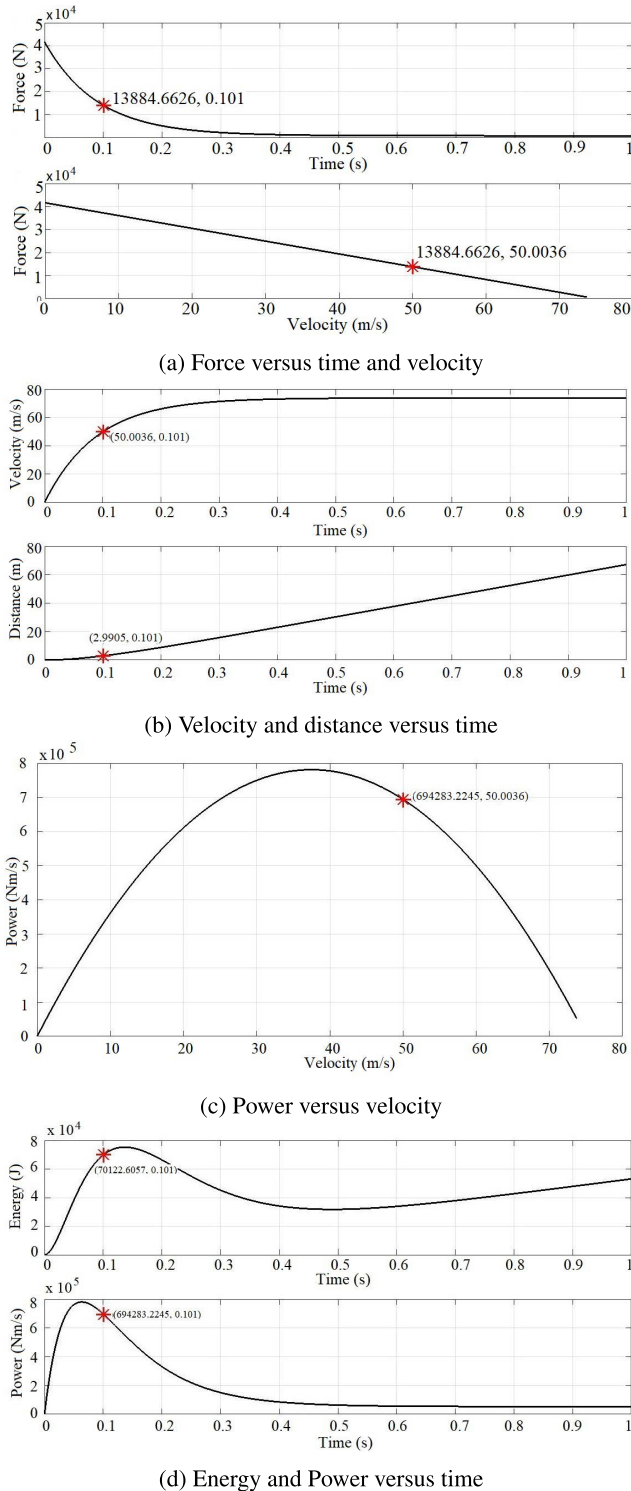 x10⁴
5
4
3
2
1
Force (N)
13884.6626, 0.101
0 0.1 0.2 0.3 0.4 0.5 0.6 0.7 0.8 0.9 1
Time (s)
x10⁴
5
4
3
2
1
0
Force (N)
13884.6626, 50.0036
0 10 20 30 40 50 60 70 80
Velocity (m/s)
(a) Force versus time and velocity
80
60
40
20
0
Velocity (m/s)
(50.0036, 0.101)
0 0.1 0.2 0.3 0.4 0.5 0.6 0.7 0.8 0.9 1
Time (s)
80
60
40
20
0
Distance (m)
(2.9905, 0.101)
0 0.1 0.2 0.3 0.4 0.5 0.6 0.7 0.8 0.9 1
Time (s)
(b) Velocity and distance versus time
x10 5
8
7
6
5
4
3
2
1
0
Power (Nm/s)
(694283.2245, 50.0036)
0 10 20 30 40 50 60 70 80
Velocity (m/s)
(c) Power versus velocity
x 10⁴
8
6
4
2
0
Energy (J)
(70122.6057, 0.101)
0 0.1 0.2 0.3 0.4 0.5 0.6 0.7 0.8 0.9 1
Time (s)
x 10⁵
8
6
4
2
0
Power (Nm/s)
(694283.2245, 0.101)
0 0.1 0.2 0.3 0.4 0.5 0.6 0.7 0.8 0.9 1
Time (s)
(d) Energy and Power versus time